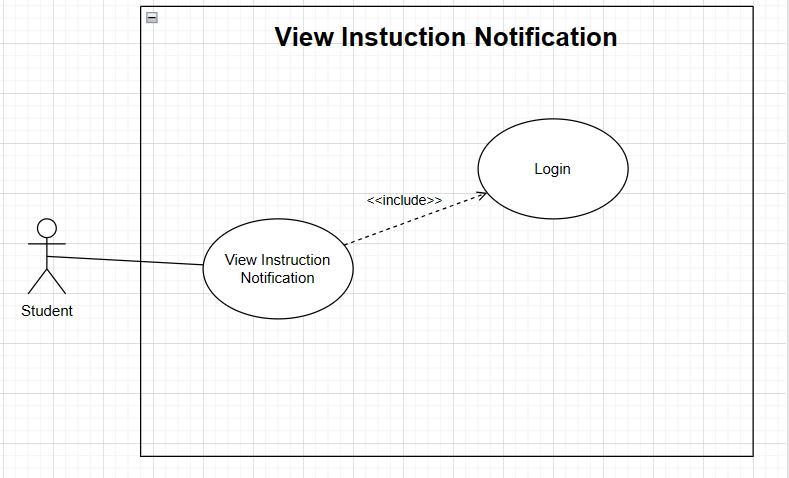 View Instuction Notification
Login
<<include>>
View Instruction
Notification
Student